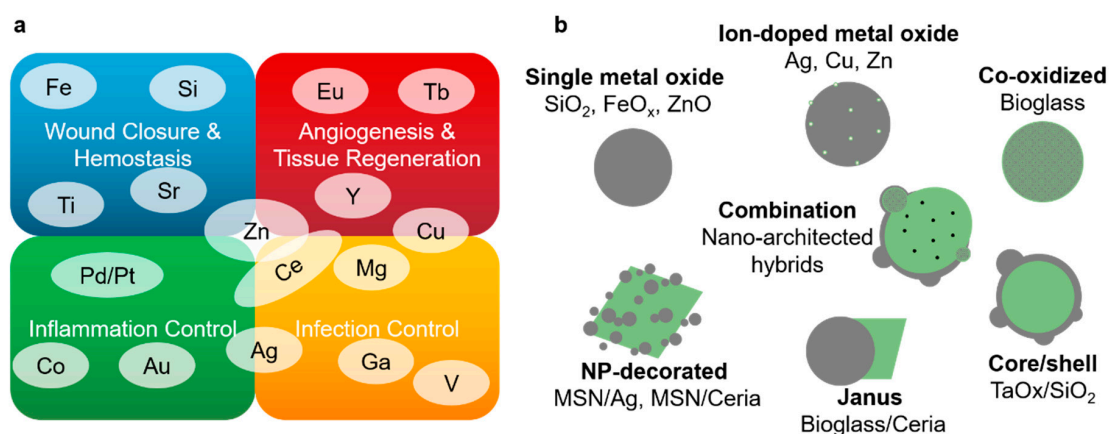 a
Fe
Si
Wound Closure &
Hemostasis
Ti
Sr
Eu
Tb
Angiogenesis &
Tissue Regeneration
Y
Cu
Zn
Ce
Mg
Pd/Pt
Inflammation Control
Co
Au
Ag
Infection Control
Ga
V
b
Single metal oxide
SiO₂, FeOₓ, ZnO
Ion-doped metal oxide
Ag, Cu, Zn
Co-oxidized
Bioglass
Combination
Nano-architected
hybrids
NP-decorated
MSN/Ag, MSN/Ceria
Janus
Bioglass/Ceria
Core/shell
TaOx/SiO₂